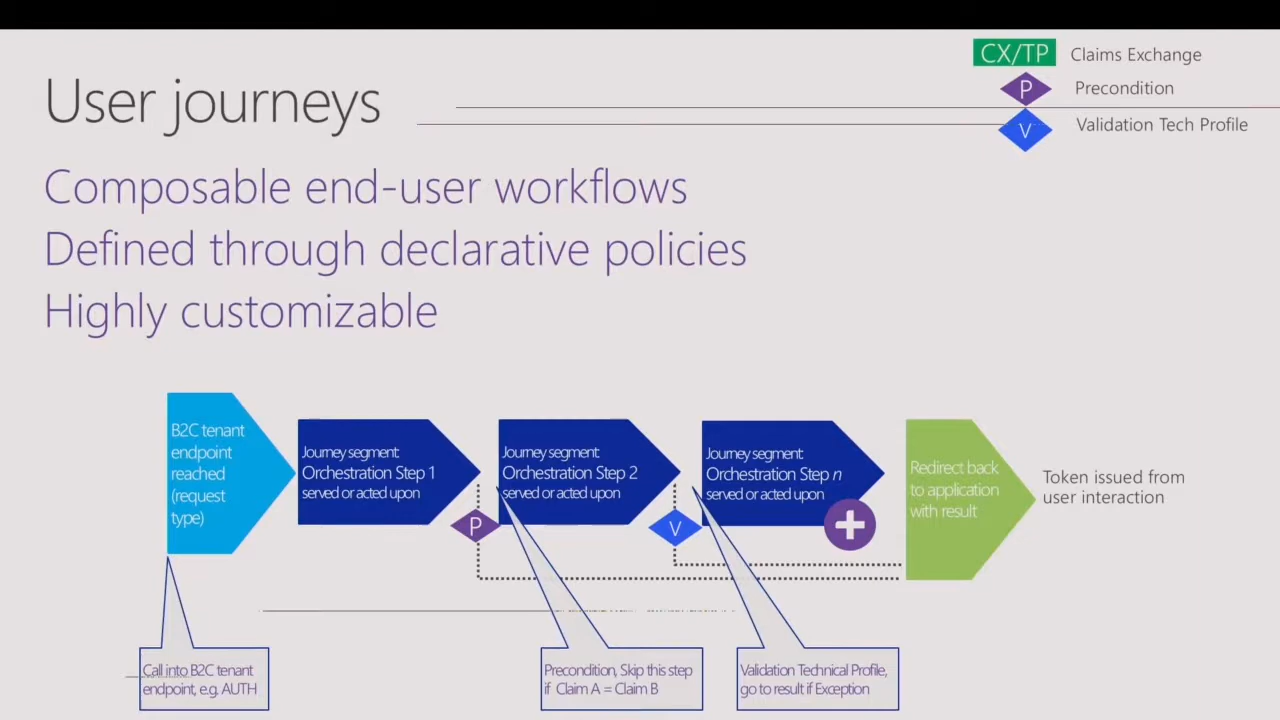 CX/TP Claims Exchange
P Precondition
V Validation Tech Profile
User journeys
Composable end-user workflows
Defined through declarative policies
Highly customizable
B2C tenant
endpoint
reached
(request
type)
Journey segment:
Orchestration Step 1
served or acted upon
P
Journey segment:
Orchestration Step 2
served or acted upon
V
Journey segment:
Orchestration Step n
served or acted upon
Redirect back
to application
with result
Token issued from
user interaction
Call into B2C tenant
endpoint, e.g. AUTH
Precondition, Skip this step
if Claim A = Claim B
Validation Technical Profile,
go to result if Exception